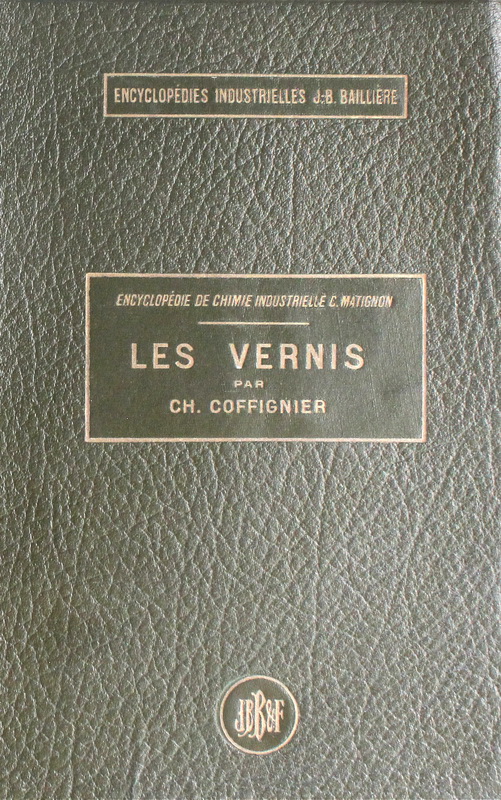 ENCYCLOPÉDIES INDUSTRIELLES J.-B. BAILLIÈRE
ENCYCLOPÉDIE DE CHIMIE INDUSTRIELLE C. MATIGNON
LES VERNIS
PAR
CH. COFFIGNIER
JBB&F